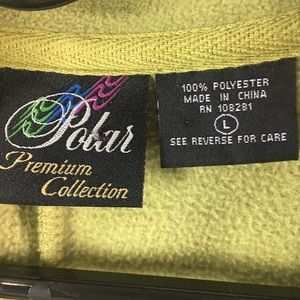 Polar
Premium
Collection
100% POLYESTER
MADE IN CHINA
RN 108281
L
SEE REVERSE FOR CARE